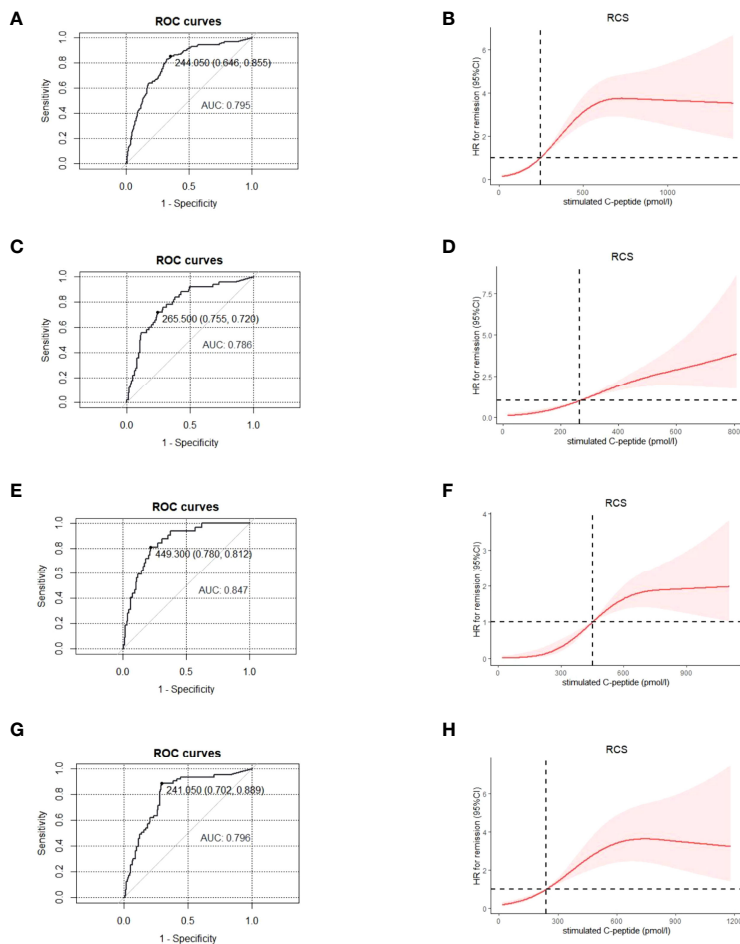 A
ROC curves
Sensitivity
1.0
0.8
0.6
0.4
0.2
0.0
244.050 (0.646, 0.855)
AUC: 0.795
0.0
0.5
1.0
1 - Specificity
B
RCS
HR for remission (95%CI)
6
4
2
0
0
500
1000
stimulated C-peptide (pmol/l)
C
ROC curves
Sensitivity
1.0
0.8
0.6
0.4
0.2
0.0
265.500 (0.755, 0.720)
AUC: 0.786
0.0
0.5
1.0
1 - Specificity
D
RCS
HR for remission (95%CI)
7.5
5.0
2.5
0.0
0
200
400
600
800
stimulated C-peptide (pmol/l)
E
ROC curves
Sensitivity
1.0
0.8
0.6
0.4
0.2
0.0
449.300 (0.780, 0.812)
AUC: 0.847
0.0
0.5
1.0
1 - Specificity
F
RCS
HR for remission (95%CI)
4
3
2
1
0
0
300
600
900
stimulated C-peptide (pmol/l)
G
ROC curves
Sensitivity
1.0
0.8
0.6
0.4
0.2
0.0
241.050 (0.702, 0.889)
AUC: 0.796
0.0
0.5
1.0
1 - Specificity
H
RCS
HR for remission (95%CI)
6
4
2
0
0
300
600
900
1200
stimulated C-peptide (pmol/l)